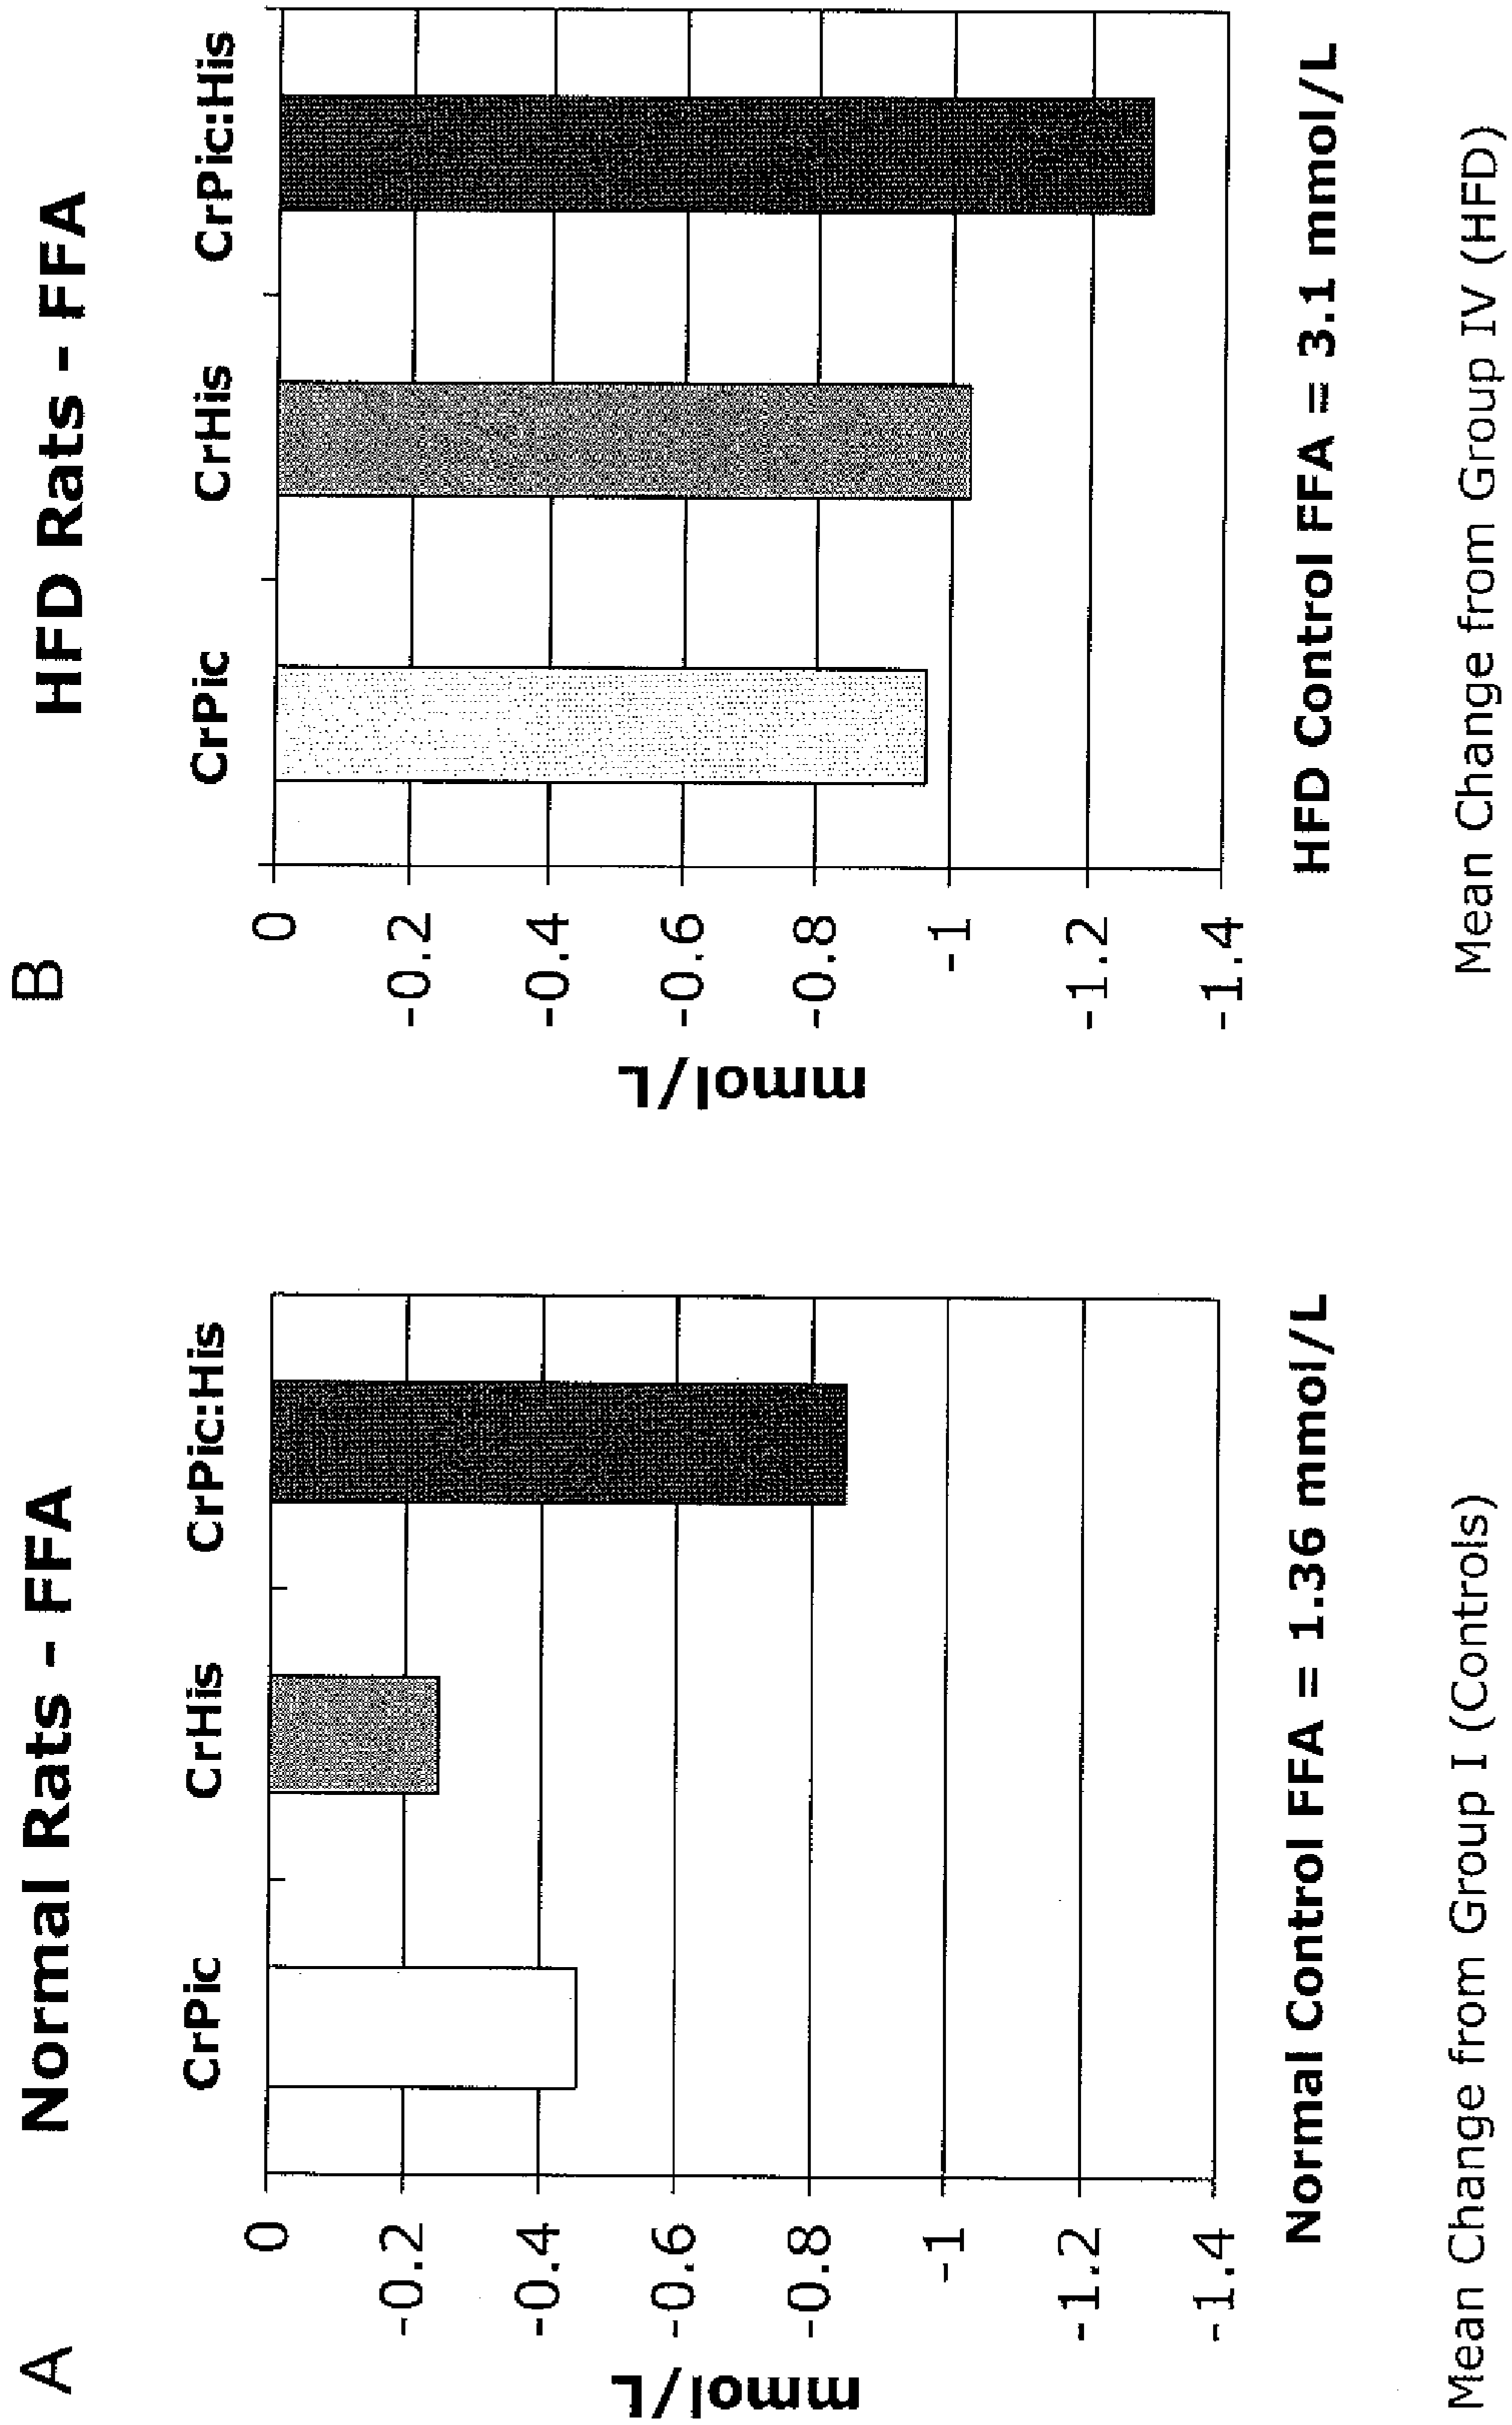 A
Normal Rats - FFA
CrPic CrHis CrPic:His
0
-0.2
-0.4
-0.6
-0.8
-1
-1.2
-1.4
mmol/L
Normal Control FFA = 1.36 mmol/L
Mean Change from Group I (Controls)
B
HFD Rats - FFA
CrPic CrHis CrPic:His
0
-0.2
-0.4
-0.6
-0.8
-1
-1.2
-1.4
mmol/L
HFD Control FFA = 3.1 mmol/L
Mean Change from Group IV (HFD)